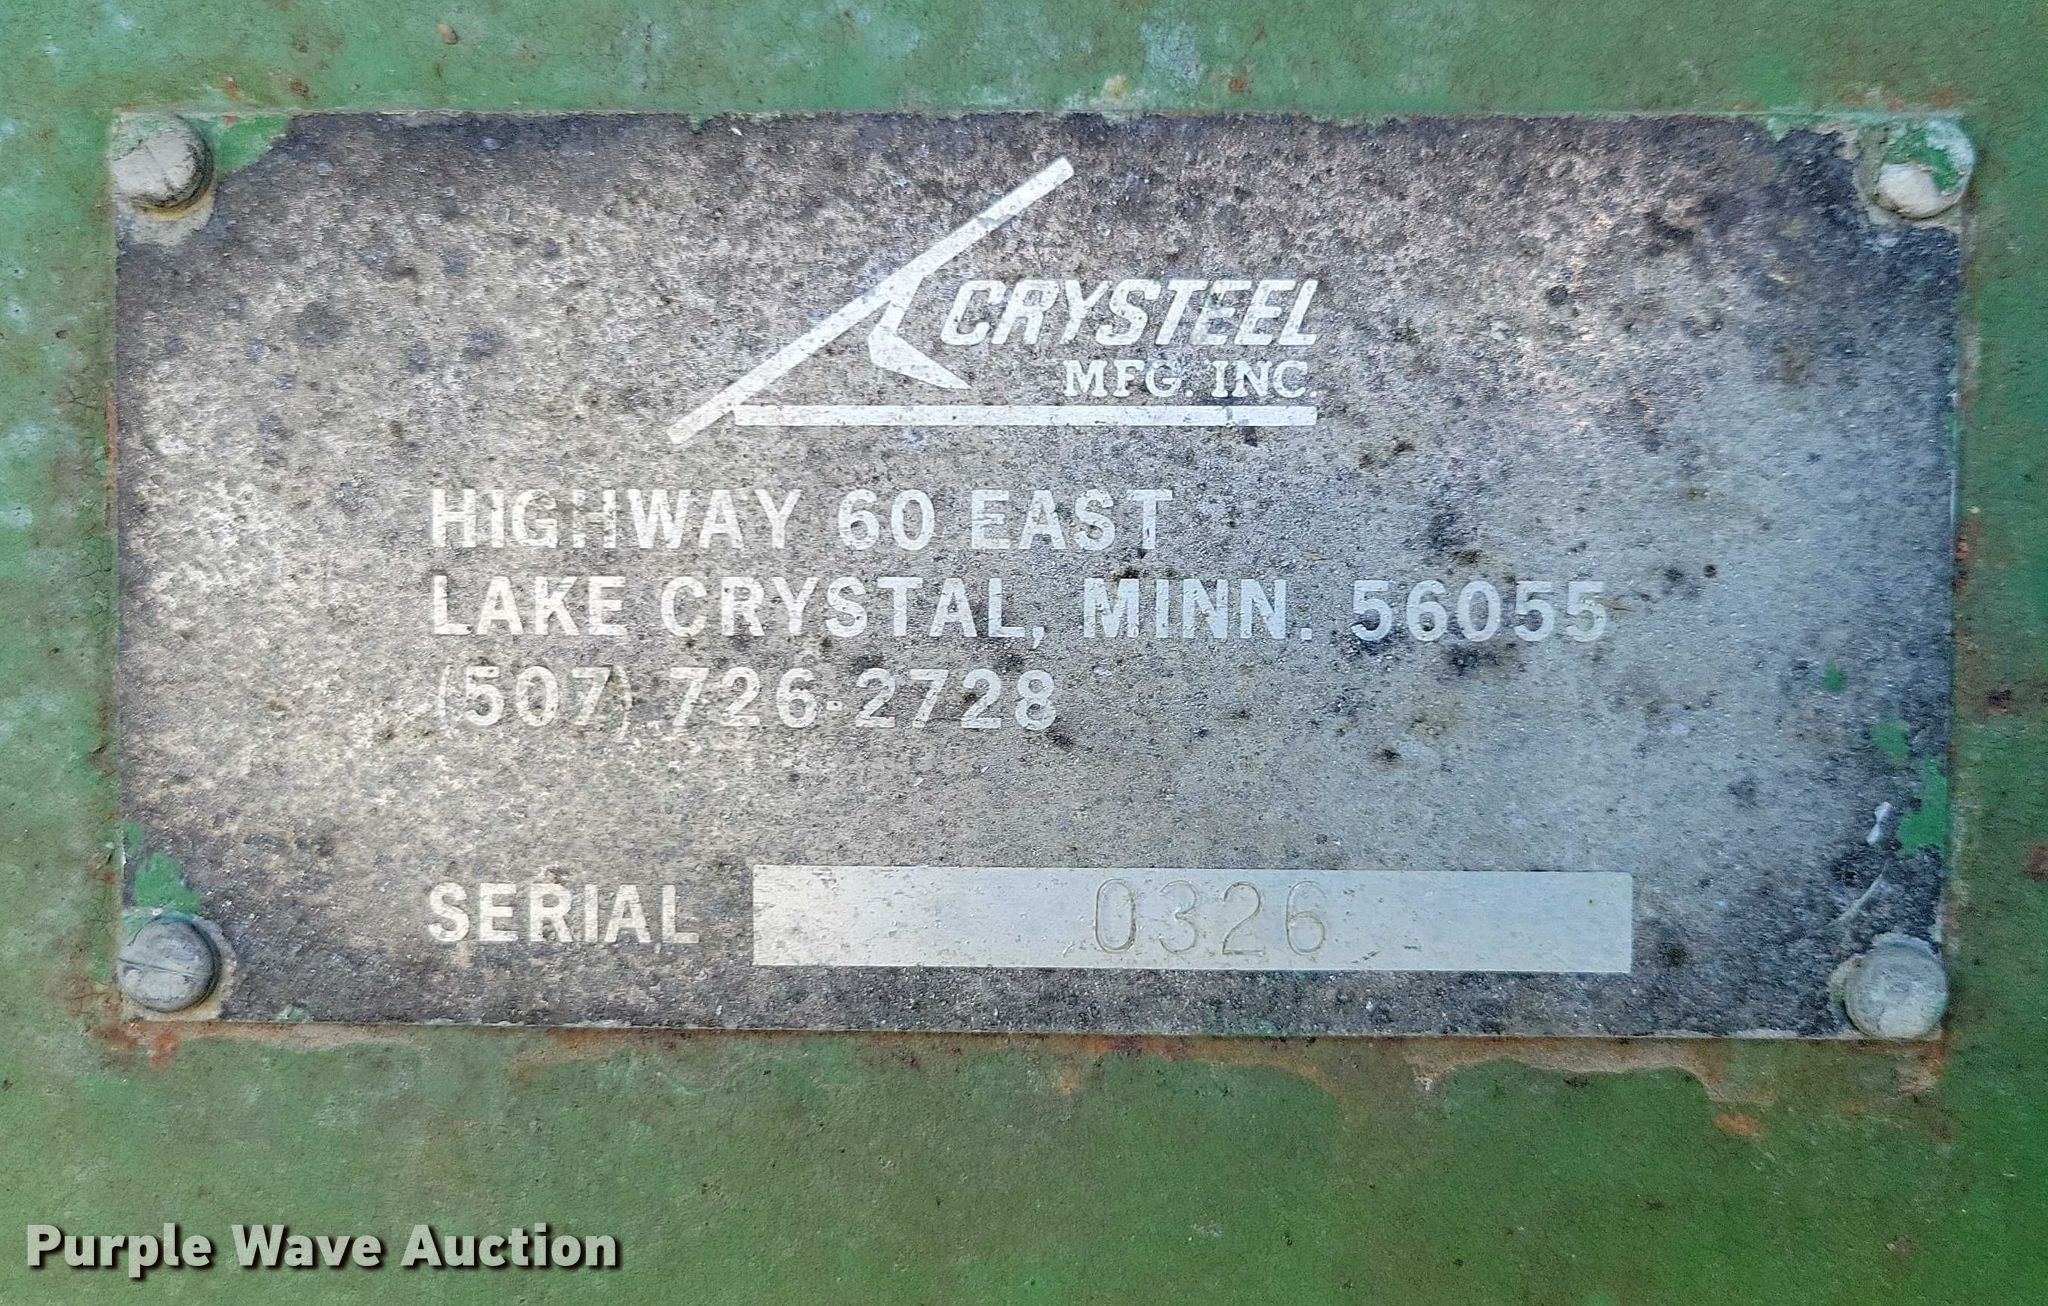 CRYSTEEL
MFG. INC.
HIGHWAY 60 EAST
LAKE CRYSTAL, MINN. 56055
(507) 726-2728
SERIAL 0326
Purple Wave Auction